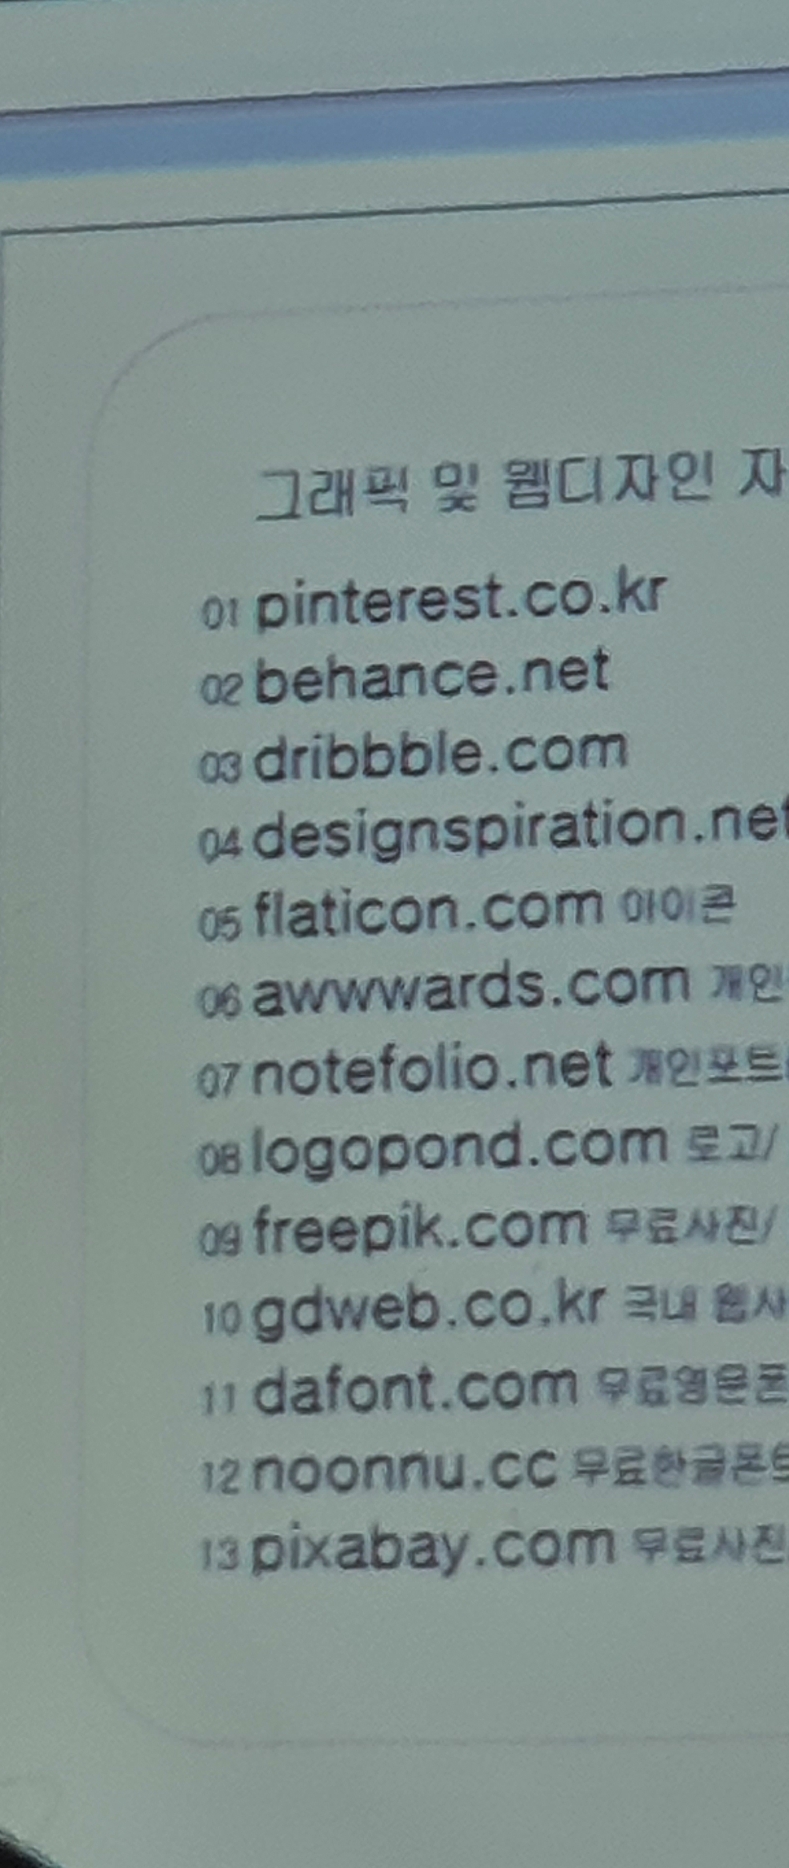 그래픽 및 웹디자인 자
01 pinterest.co.kr
02 behance.net
03 dribbble.com
04 designspiration.net
05 flaticon.com 아이콘
06 awwwards.com 개인
07 notefolio.net 개인포트
08 logopond.com 로고/
09 freepik.com 무료사진/
10 gdweb.co.kr 국내 웹사
11 dafont.com 무료영문폰
12 noonnu.cc 무료한글폰트
13 pixabay.com 무료사진